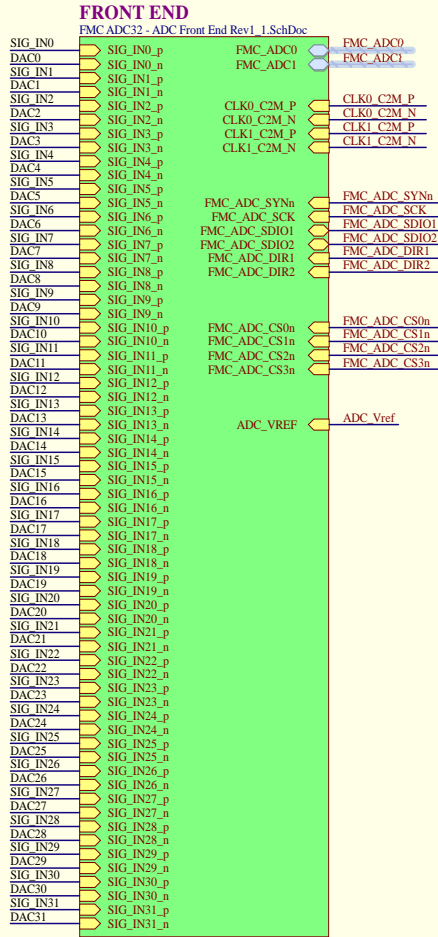 FRONT END
FMC ADC32 - ADC Front End Rev1_1.SchDoc
SIG_IN0 SIG_IN0_p FMC_ADC0 FMC_ADC0
DAC0 SIG_IN0_n FMC_ADC1 FMC_ADC1
SIG_IN1 SIG_IN1_p
DAC1 SIG_IN1_n
SIG_IN2 SIG_IN2_p CLK0_C2M_P CLK0_C2M_P
DAC2 SIG_IN2_n CLK0_C2M_N CLK0_C2M_N
SIG_IN3 SIG_IN3_p CLK1_C2M_P CLK1_C2M_P
DAC3 SIG_IN3_n CLK1_C2M_N CLK1_C2M_N
SIG_IN4 SIG_IN4_p
DAC4 SIG_IN4_n
SIG_IN5 SIG_IN5_p
DAC5 SIG_IN5_n FMC_ADC_SYNn FMC_ADC_SYNn
SIG_IN6 SIG_IN6_p FMC_ADC_SCK FMC_ADC_SCK
DAC6 SIG_IN6_n FMC_ADC_SDIO1 FMC_ADC_SDIO1
SIG_IN7 SIG_IN7_p FMC_ADC_SDIO2 FMC_ADC_SDIO2
DAC7 SIG_IN7_n FMC_ADC_DIR1 FMC_ADC_DIR1
SIG_IN8 SIG_IN8_p FMC_ADC_DIR2 FMC_ADC_DIR2
DAC8 SIG_IN8_n
SIG_IN9 SIG_IN9_p
DAC9 SIG_IN9_n
SIG_IN10 SIG_IN10_p FMC_ADC_CS0n FMC_ADC_CS0n
DAC10 SIG_IN10_n FMC_ADC_CS1n FMC_ADC_CS1n
SIG_IN11 SIG_IN11_p FMC_ADC_CS2n FMC_ADC_CS2n
DAC11 SIG_IN11_n FMC_ADC_CS3n FMC_ADC_CS3n
SIG_IN12 SIG_IN12_p
DAC12 SIG_IN12_n
SIG_IN13 SIG_IN13_p
DAC13 SIG_IN13_n ADC_VREF ADC_Vref
SIG_IN14 SIG_IN14_p
DAC14 SIG_IN14_n
SIG_IN15 SIG_IN15_p
DAC15 SIG_IN15_n
SIG_IN16 SIG_IN16_p
DAC16 SIG_IN16_n
SIG_IN17 SIG_IN17_p
DAC17 SIG_IN17_n
SIG_IN18 SIG_IN18_p
DAC18 SIG_IN18_n
SIG_IN19 SIG_IN19_p
DAC19 SIG_IN19_n
SIG_IN20 SIG_IN20_p
DAC20 SIG_IN20_n
SIG_IN21 SIG_IN21_p
DAC21 SIG_IN21_n
SIG_IN22 SIG_IN22_p
DAC22 SIG_IN22_n
SIG_IN23 SIG_IN23_p
DAC23 SIG_IN23_n
SIG_IN24 SIG_IN24_p
DAC24 SIG_IN24_n
SIG_IN25 SIG_IN25_p
DAC25 SIG_IN25_n
SIG_IN26 SIG_IN26_p
DAC26 SIG_IN26_n
SIG_IN27 SIG_IN27_p
DAC27 SIG_IN27_n
SIG_IN28 SIG_IN28_p
DAC28 SIG_IN28_n
SIG_IN29 SIG_IN29_p
DAC29 SIG_IN29_n
SIG_IN30 SIG_IN30_p
DAC30 SIG_IN30_n
SIG_IN31 SIG_IN31_p
DAC31 SIG_IN31_n